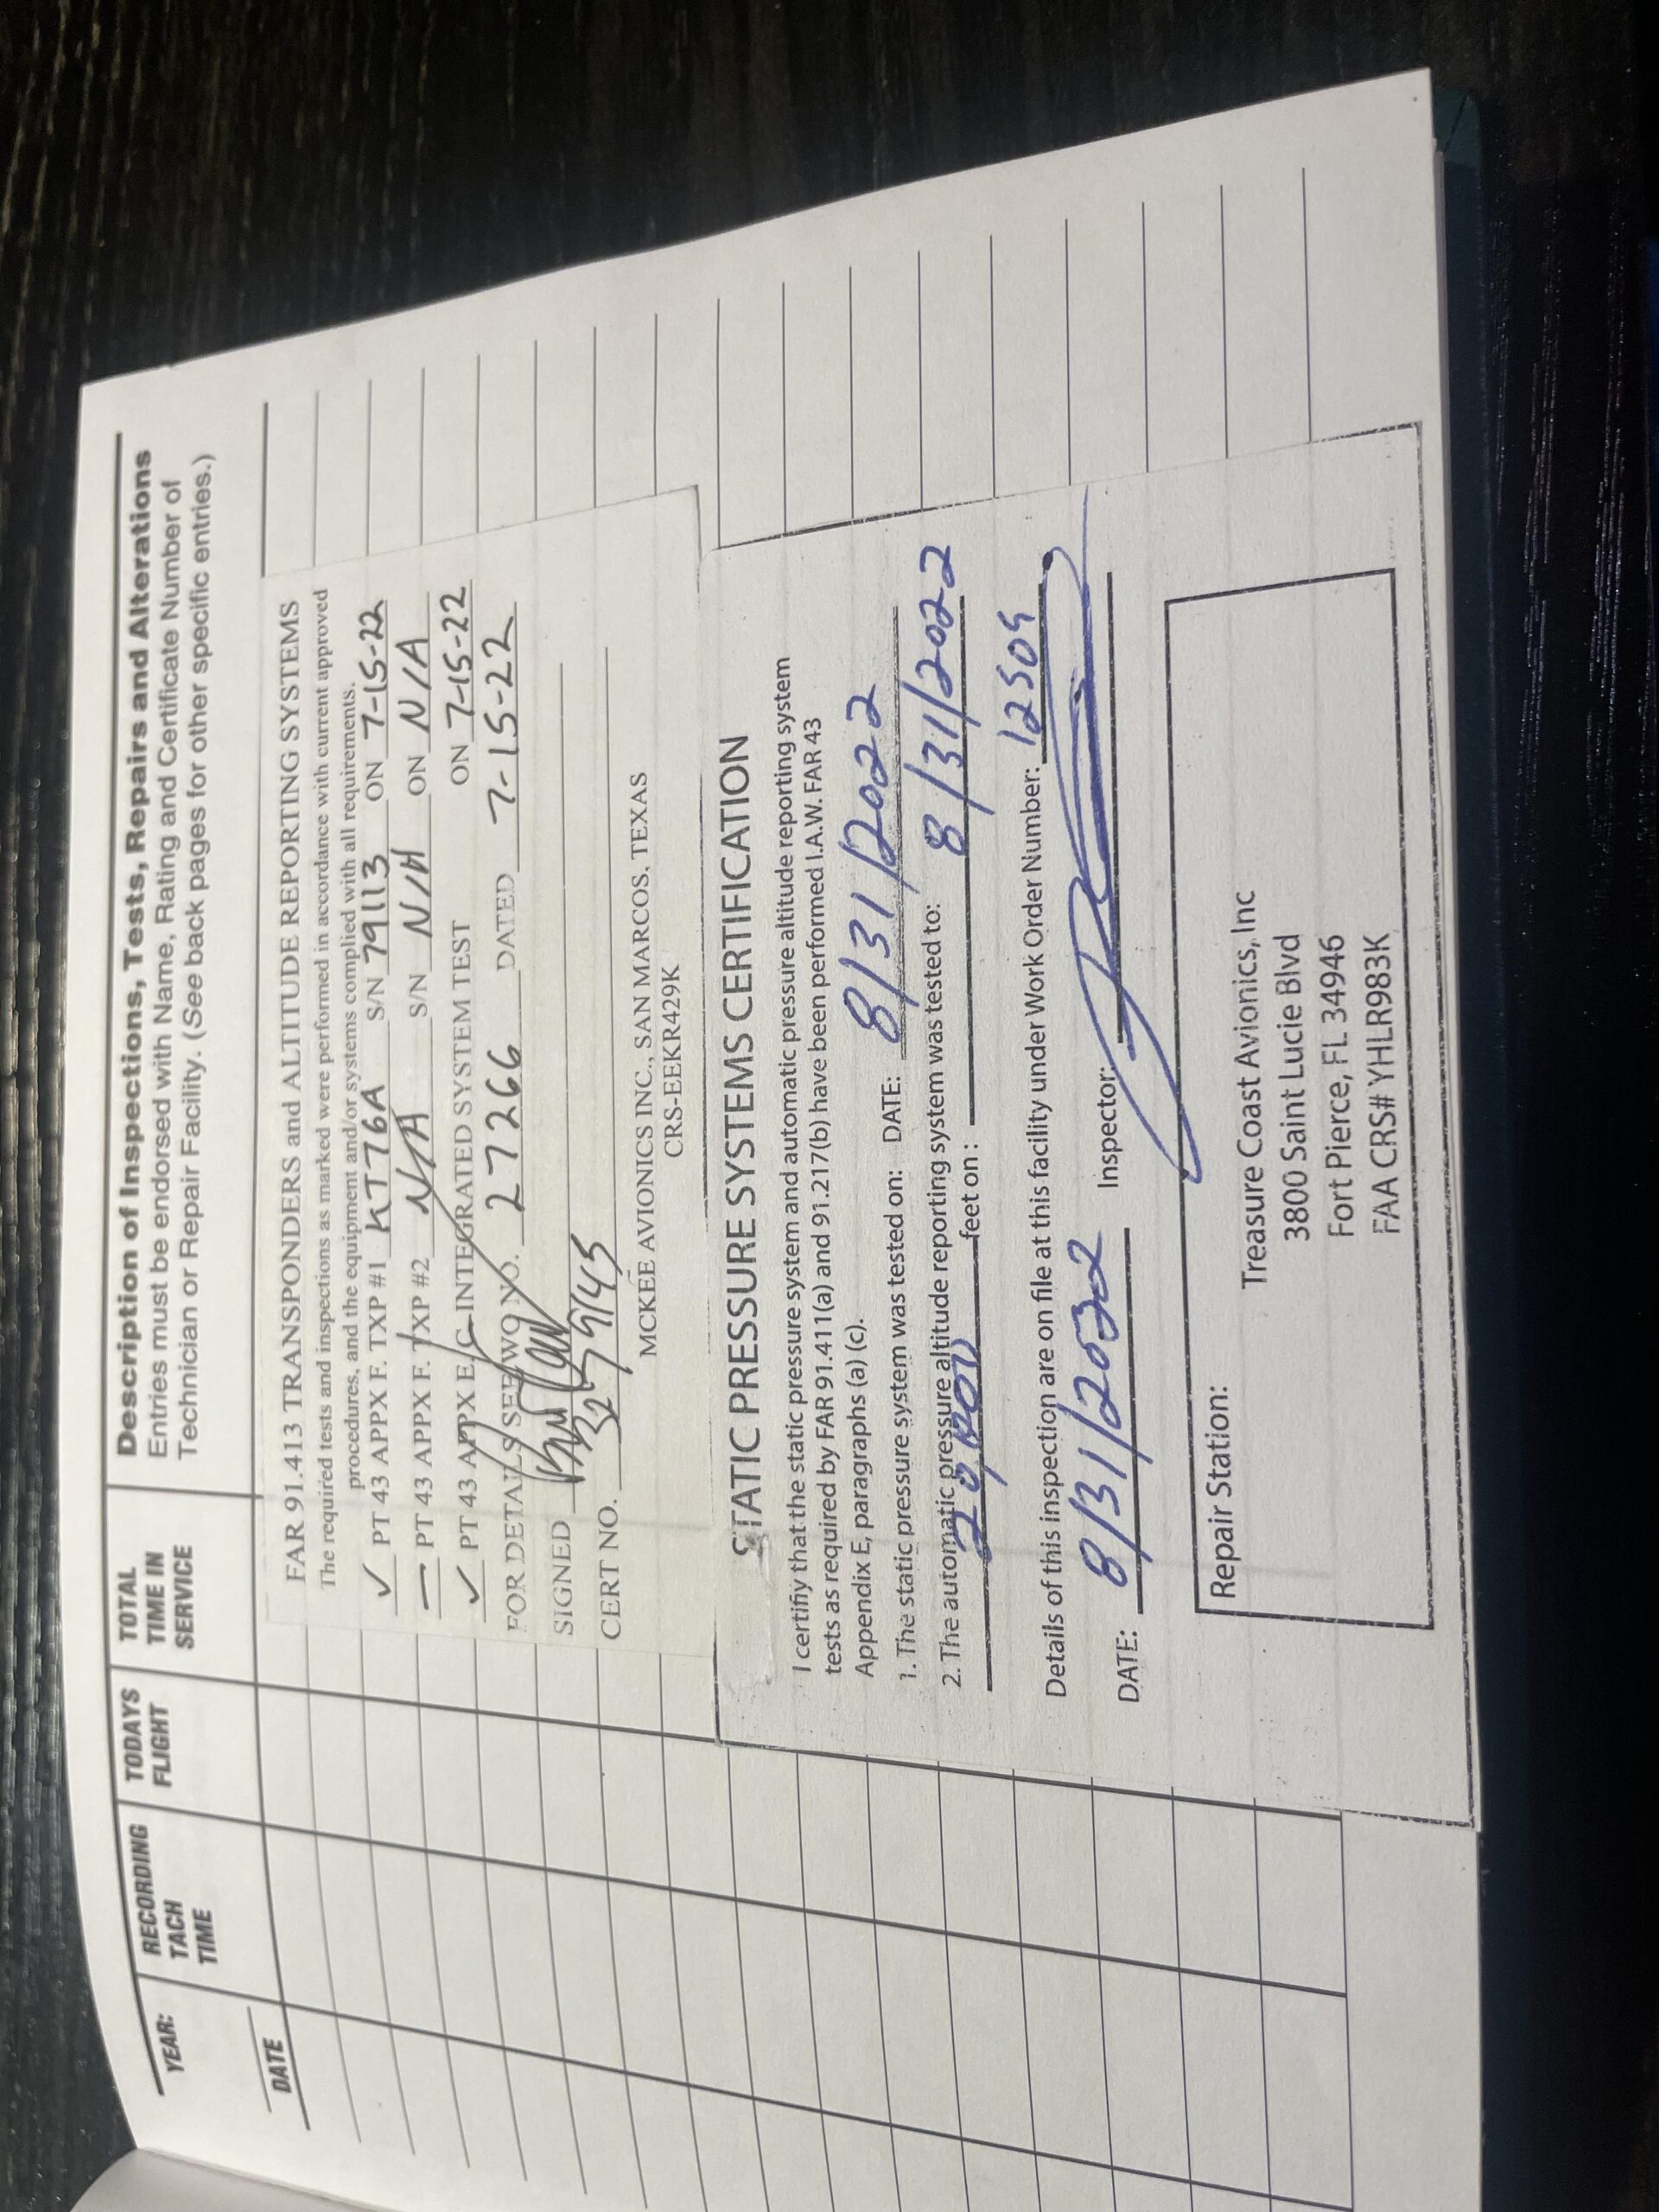 YEAR:
DATE
RECORDING
TACH
TIME
TODAYS
FLIGHT
TOTAL
TIME IN
SERVICE
Description of Inspections, Tests, Repairs and Alterations
Entries must be endorsed with Name, Rating and Certificate Number of
Technician or Repair Facility. (See back pages for other specific entries.)
FAR 91.413 TRANSPONDERS and ALTITUDE REPORTING SYSTEMS
The required tests and inspections as marked were performed in accordance with current approved
procedures, and the equipment and/or systems complied with all requirements.
✓ PT 43 APPX F. TXP #1 KT76A S/N 79113 ON 7-15-22
— PT 43 APPX F. TXP #2 N/A S/N N/A ON N/A
✓ PT 43 APPX E, C INTEGRATED SYSTEM TEST ON 7-15-22
FOR DETAILS SEE WO NO. 27266 DATED 7-15-22
SIGNED
CERT NO.
MCKEE AVIONICS INC., SAN MARCOS, TEXAS
CRS-EEKR429K
STATIC PRESSURE SYSTEMS CERTIFICATION
I certifiy that the static pressure system and automatic pressure altitude reporting system
tests as required by FAR 91.411(a) and 91.217(b) have been performed I.A.W. FAR 43
Appendix E, paragraphs (a) (c).
1. The static pressure system was tested on: DATE: 8/31/2022
2. The automatic pressure altitude reporting system was tested to:
feet on: 8/31/2022
Details of this inspection are on file at this facility under Work Order Number: 12509
DATE: 8/31/2022 Inspector:
Repair Station:
Treasure Coast Avionics, Inc
3800 Saint Lucie Blvd
Fort Pierce, FL 34946
FAA CRS# YHLR983K